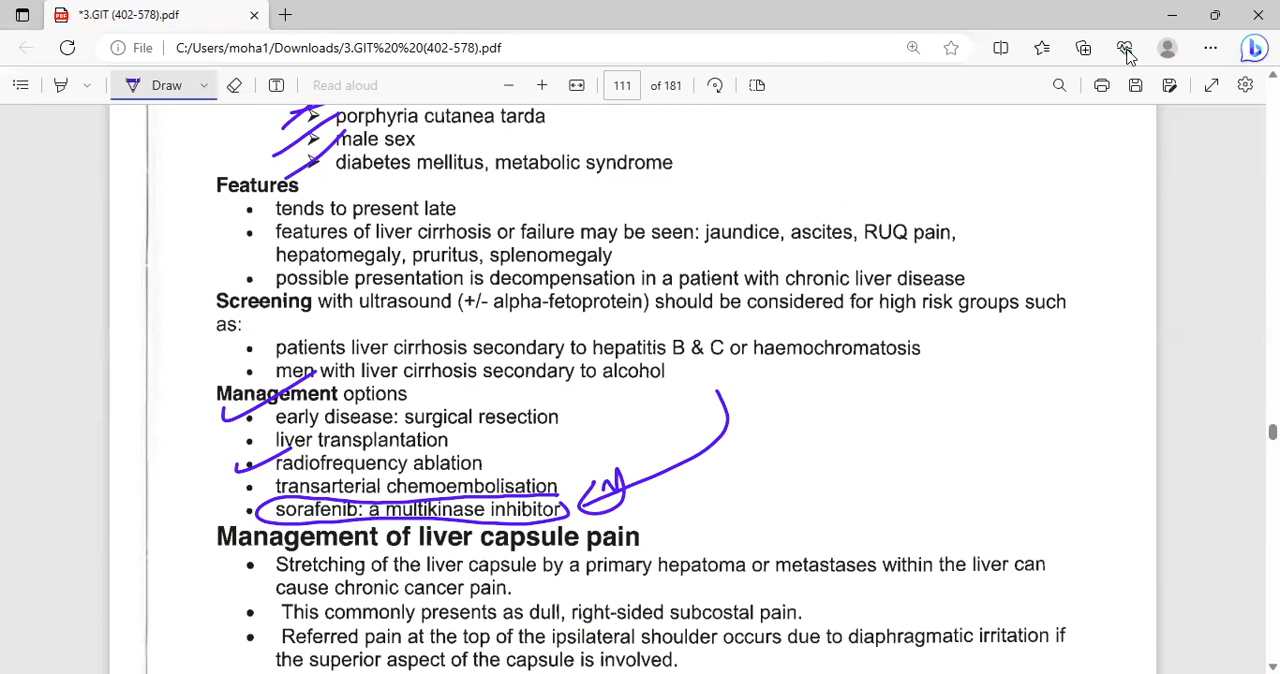 *3.GIT (402-578).pdf
File C:/Users/moha1/Downloads/3.GIT%20%20(402-578).pdf
Draw Read aloud 111 of 181
porphyria cutanea tarda
male sex
diabetes mellitus, metabolic syndrome
Features
tends to present late
features of liver cirrhosis or failure may be seen: jaundice, ascites, RUQ pain,
hepatomegaly, pruritus, splenomegaly
possible presentation is decompensation in a patient with chronic liver disease
Screening with ultrasound (+/- alpha-fetoprotein) should be considered for high risk groups such
as:
patients liver cirrhosis secondary to hepatitis B & C or haemochromatosis
men with liver cirrhosis secondary to alcohol
Management options
early disease: surgical resection
liver transplantation
radiofrequency ablation
transarterial chemoembolisation
sorafenib: a multikinase inhibitor
Management of liver capsule pain
Stretching of the liver capsule by a primary hepatoma or metastases within the liver can
cause chronic cancer pain.
This commonly presents as dull, right-sided subcostal pain.
Referred pain at the top of the ipsilateral shoulder occurs due to diaphragmatic irritation if
the superior aspect of the capsule is involved.